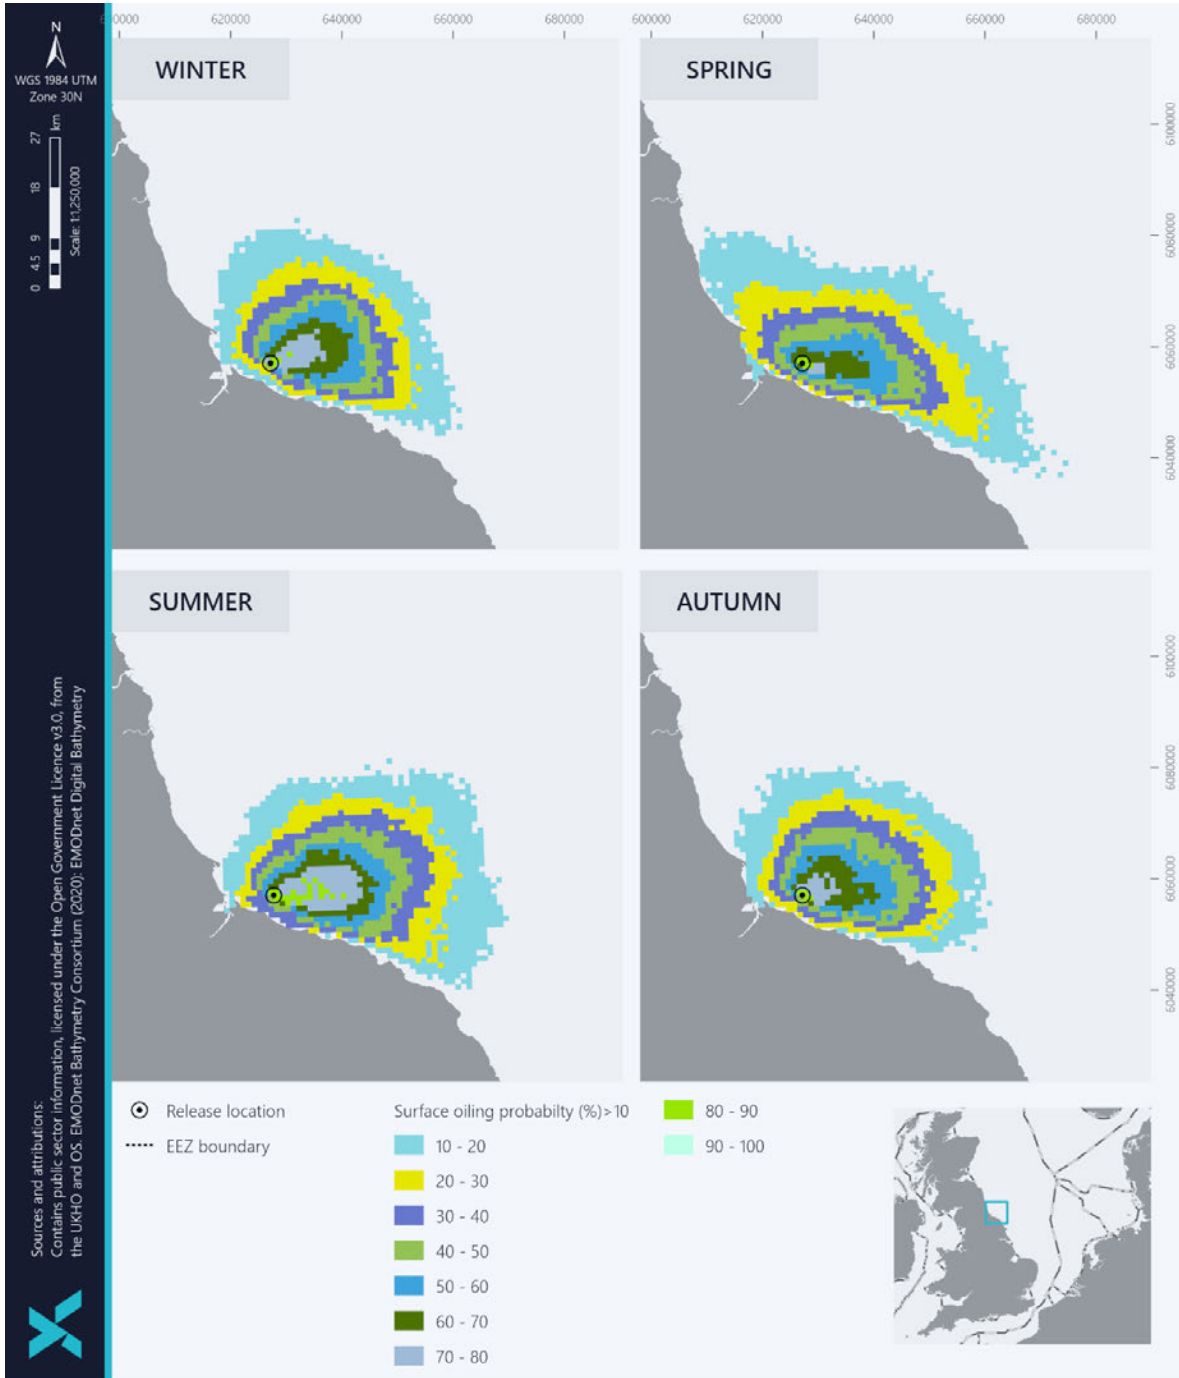 N
WGS 1984 UTM
Zone 30N
0 4.5 9 18 27
km
Scale: 1:1,250,000
Sources and attributions:
Contains public sector information, licensed under the Open Government Licence v3.0, from
the UKHO and OS. EMODnet Bathymetry Consortium (2020): EMODnet Digital Bathymetry
600000 620000 640000 660000 680000
600000 620000 640000 660000 680000
WINTER
SPRING
6100000
6080000
6060000
6040000
SUMMER
AUTUMN
6100000
6080000
6060000
6040000
Release location
EEZ boundary
Surface oiling probabilty (%)>10
10 - 20
20 - 30
30 - 40
40 - 50
50 - 60
60 - 70
70 - 80
80 - 90
90 - 100